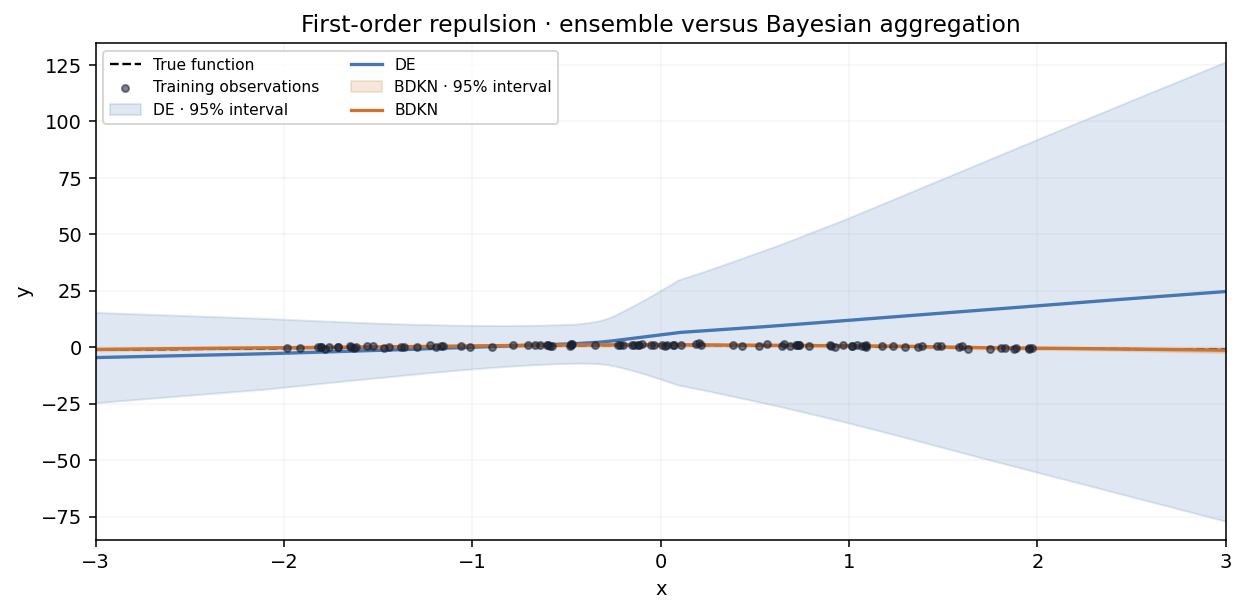 First-order repulsion · ensemble versus Bayesian aggregation
True function
Training observations
DE · 95% interval
DE
BDKN · 95% interval
BDKN
125
100
75
50
25
0
−25
−50
−75
y
−3 −2 −1 0 1 2 3
x